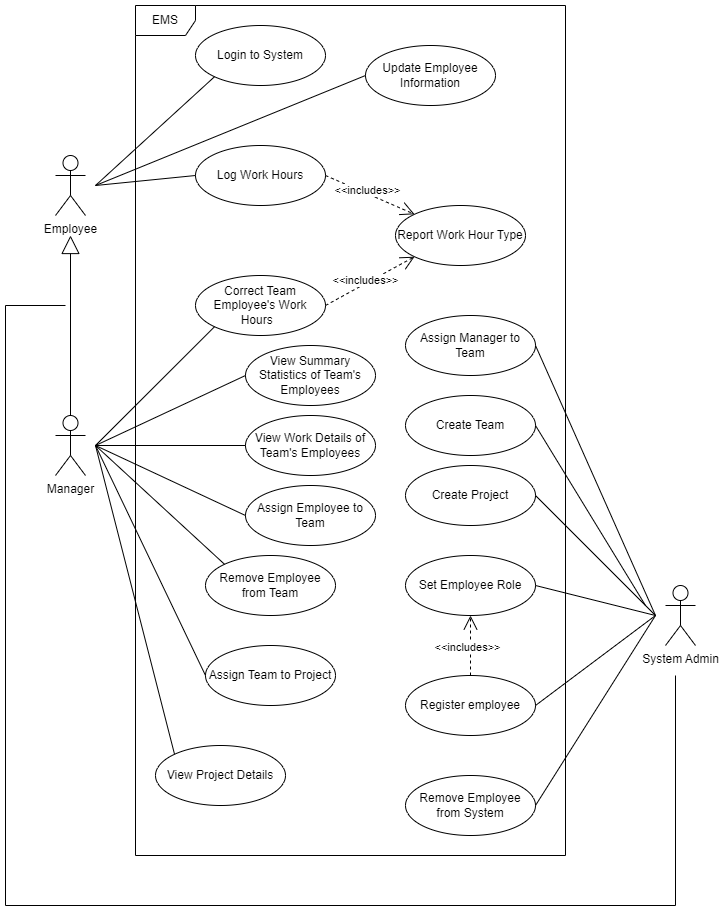 EMS
Login to System
Update Employee
Information
Log Work Hours
<<includes>>
Employee
Report Work Hour Type
<<includes>>
Correct Team
Employee's Work
Hours
Assign Manager to
Team
View Summary
Statistics of Team's
Employees
Create Team
View Work Details of
Team's Employees
Manager
Create Project
Assign Employee to
Team
Remove Employee
from Team
Set Employee Role
<<includes>>
System Admin
Assign Team to Project
Register employee
View Project Details
Remove Employee
from System